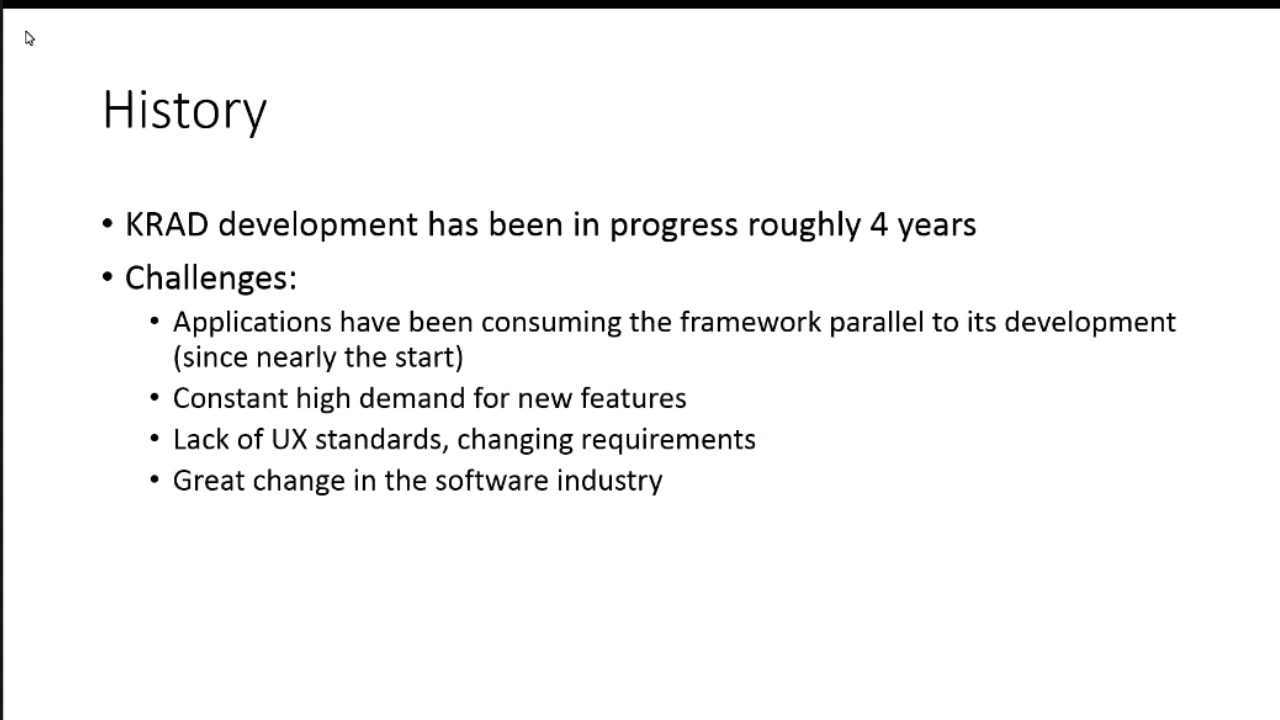 History
• KRAD development has been in progress roughly 4 years
• Challenges:
• Applications have been consuming the framework parallel to its development
(since nearly the start)
• Constant high demand for new features
• Lack of UX standards, changing requirements
• Great change in the software industry